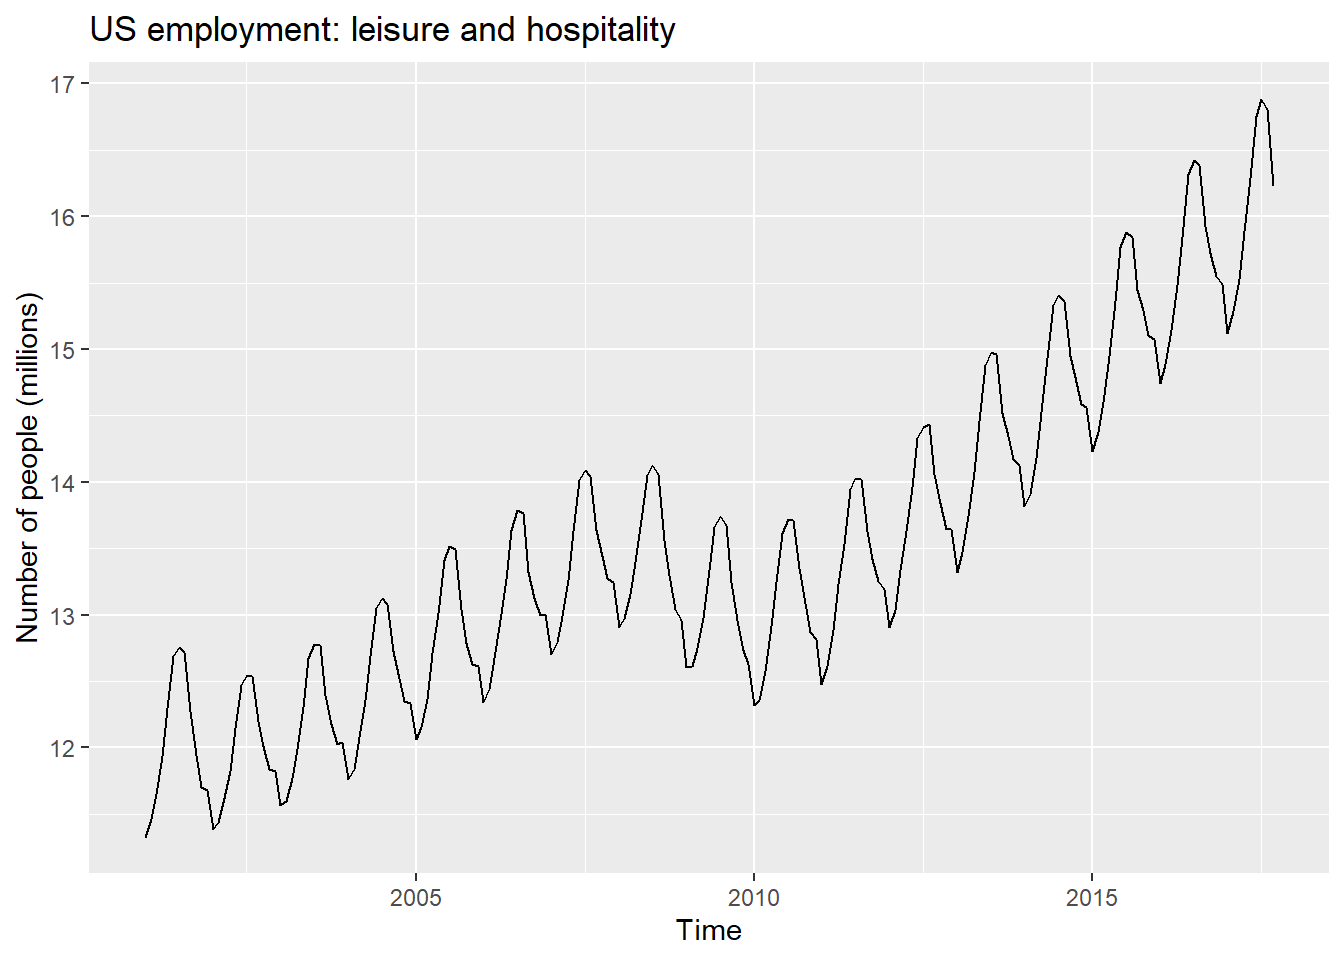 US employment: leisure and hospitality
17
16
15
14
13
12
Number of people (millions)
2005 2010 2015
Time